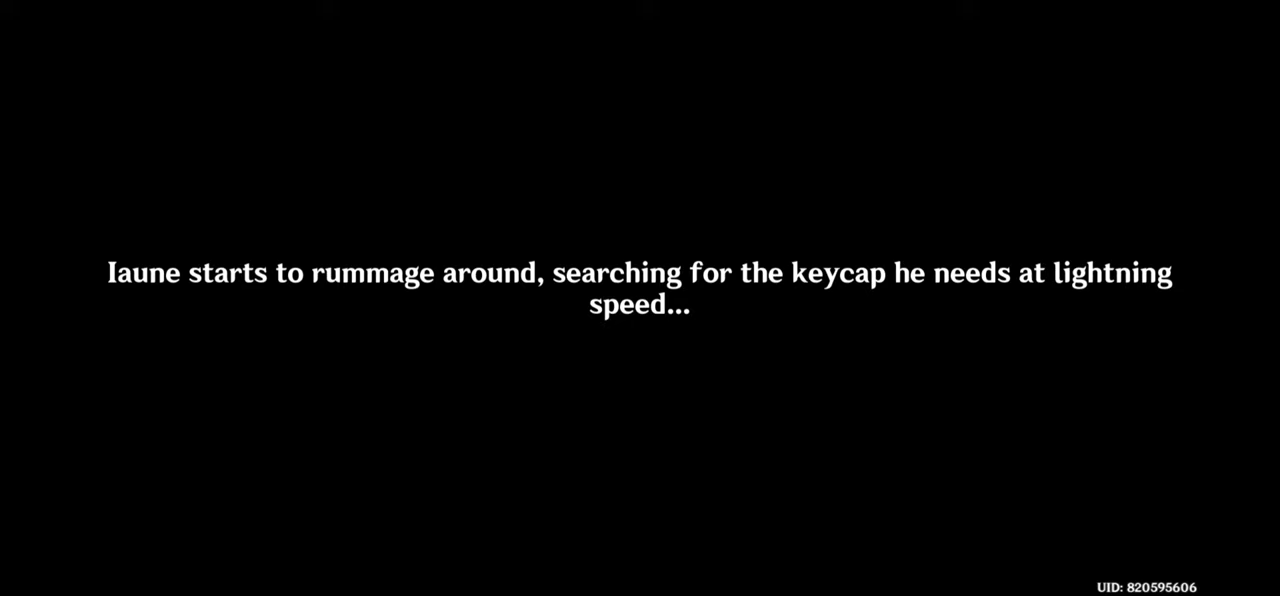 Iaune starts to rummage around, searching for the keycap he needs at lightning
speed...
UID: 820595606